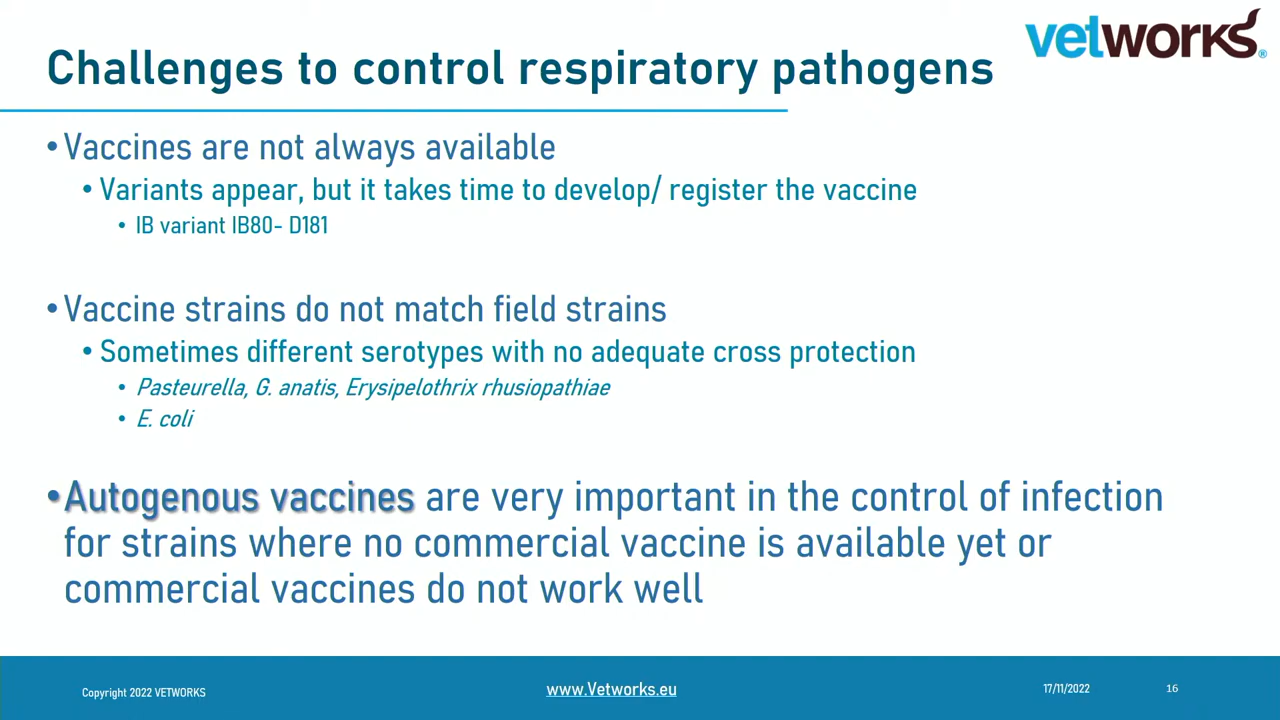 vetworks®
Challenges to control respiratory pathogens
• Vaccines are not always available
• Variants appear, but it takes time to develop/ register the vaccine
• IB variant IB80- D181
• Vaccine strains do not match field strains
• Sometimes different serotypes with no adequate cross protection
• Pasteurella, G. anatis, Erysipelothrix rhusiopathiae
• E. coli
• Autogenous vaccines are very important in the control of infection
for strains where no commercial vaccine is available yet or
commercial vaccines do not work well
Copyright 2022 VETWORKS
www.Vetworks.eu
17/11/2022
16